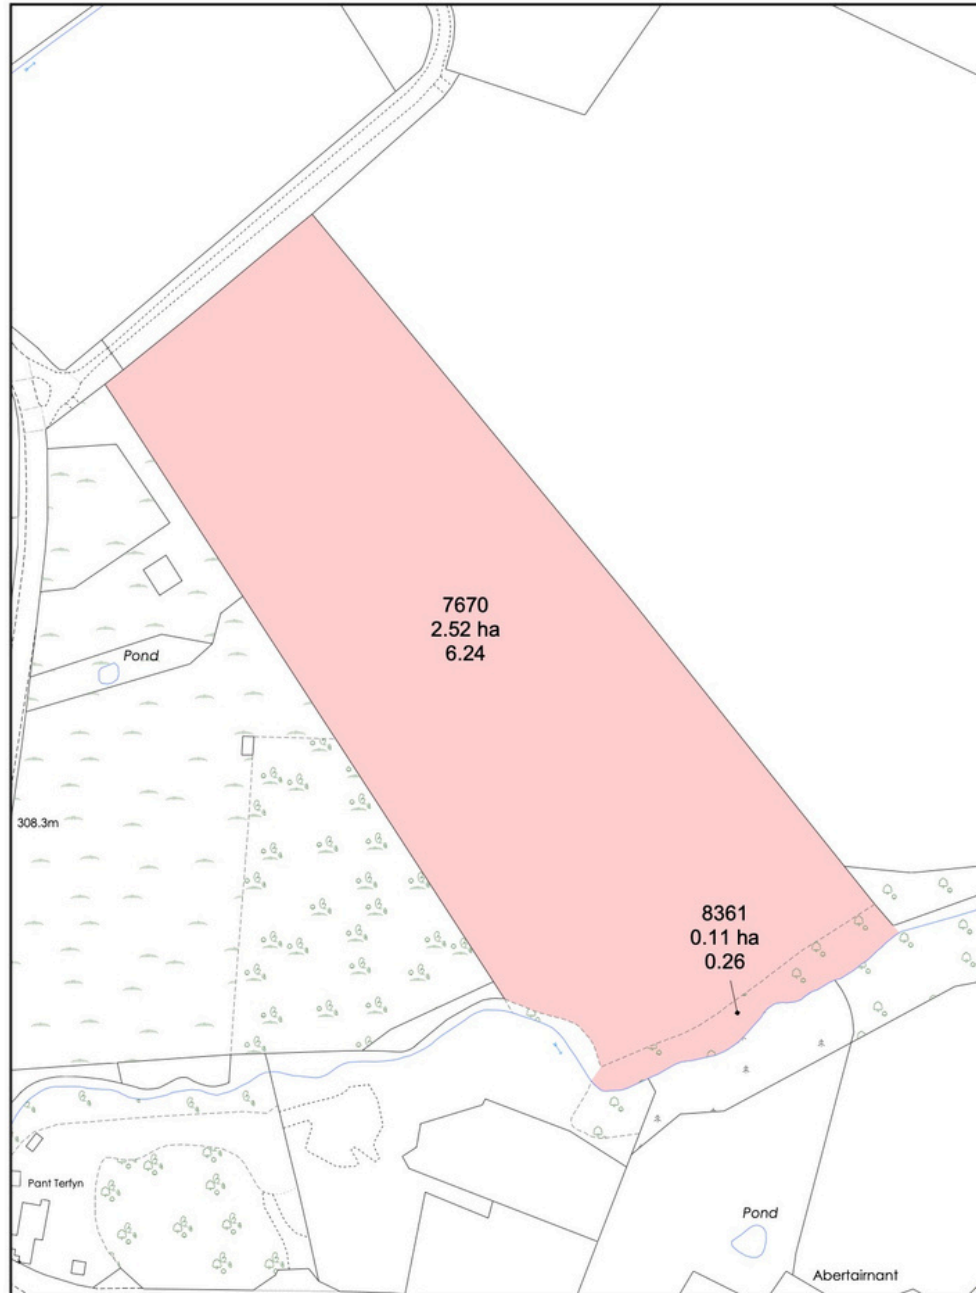 7670
2.52 ha
6.24
Pond
308.3m
8361
0.11 ha
0.26
Pant Terfyn
Pond
Abertairnant